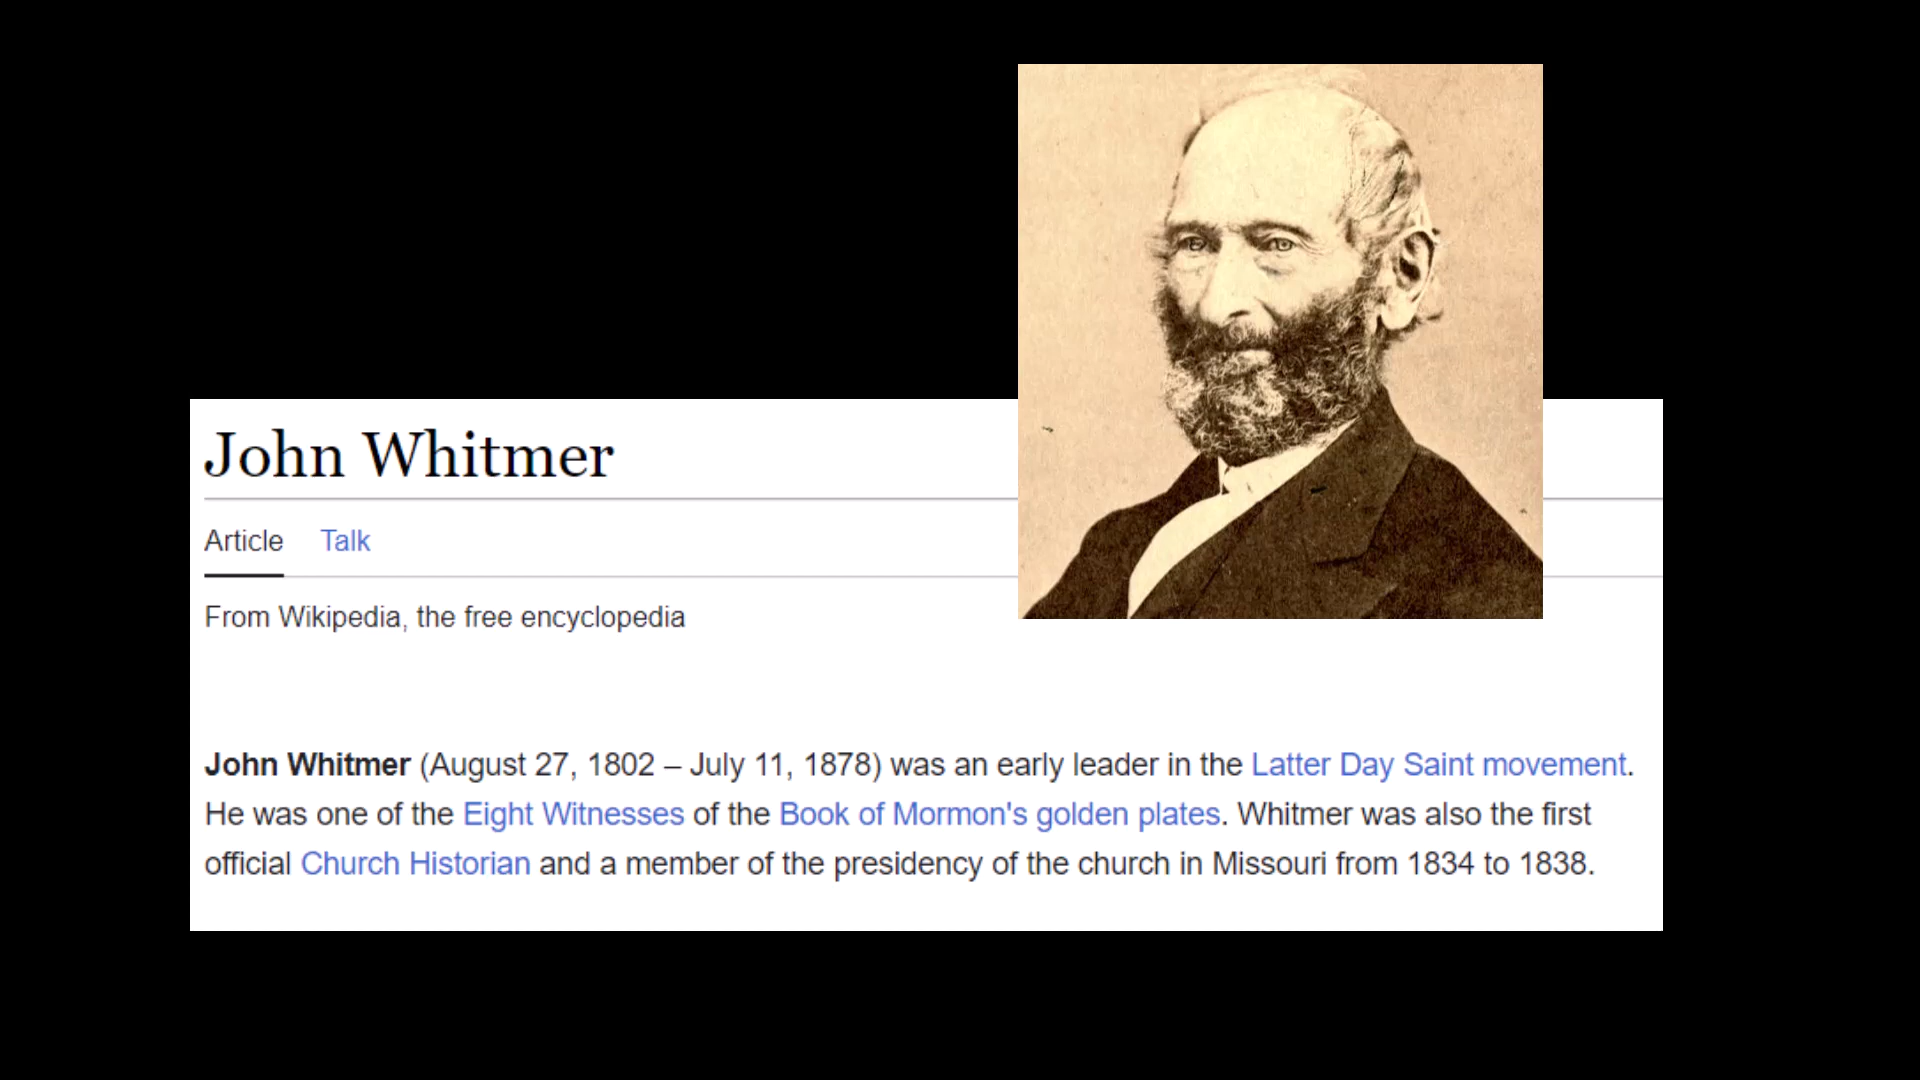 John Whitmer
Article Talk
From Wikipedia, the free encyclopedia
John Whitmer (August 27, 1802 – July 11, 1878) was an early leader in the Latter Day Saint movement.
He was one of the Eight Witnesses of the Book of Mormon's golden plates. Whitmer was also the first
official Church Historian and a member of the presidency of the church in Missouri from 1834 to 1838.